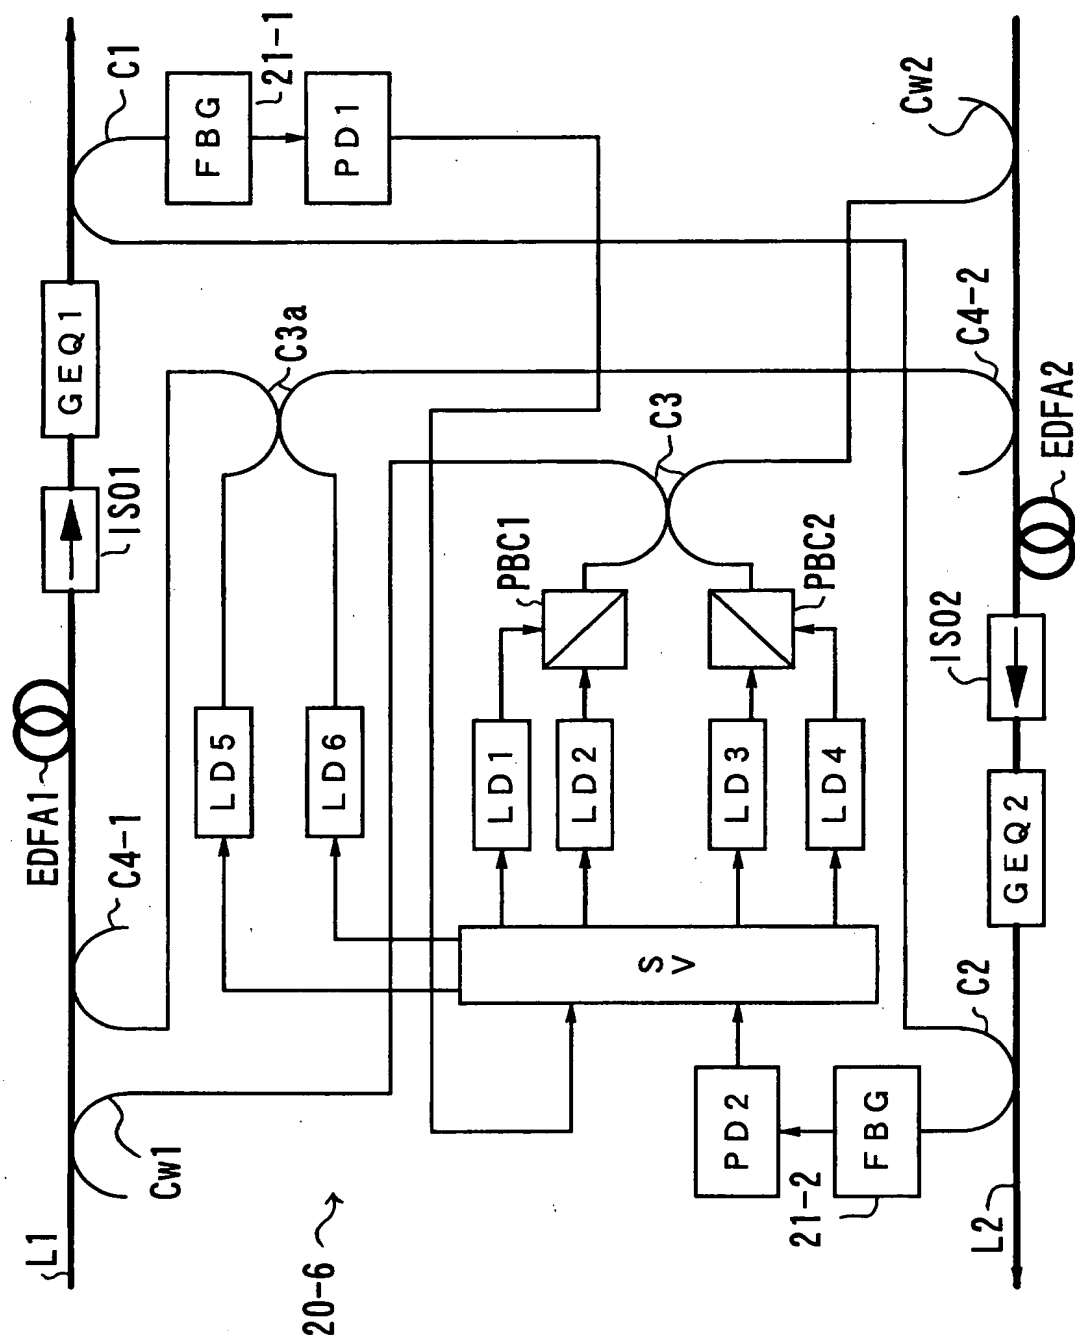 L1
Cw1
C4-1
EDFA1
ISO1
GEQ1
C1
FBG
21-1
PD1
LD5
LD6
C3a
LD1
LD2
LD3
LD4
PBC1
PBC2
C3
SV
PD2
FBG
21-2
20-6
L2
C2
GEQ2
ISO2
EDFA2
C4-2
Cw2